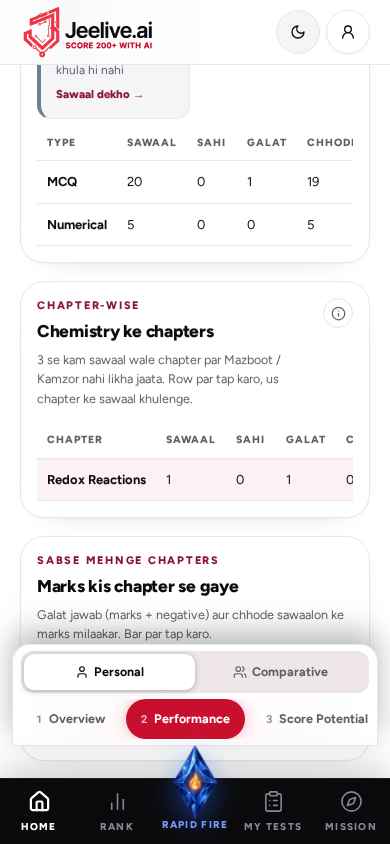 Jeelive.ai
SCORE 200+ WITH AI
khula hi nahi
Sawaal dekho →
TYPE SAWAAL SAHI GALAT CHHODI
MCQ 20 0 1 19
Numerical 5 0 0 5
CHAPTER-WISE
Chemistry ke chapters
3 se kam sawaal wale chapter par Mazboot /
Kamzor nahi likha jaata. Row par tap karo, us
chapter ke sawaal khulenge.
CHAPTER SAWAAL SAHI GALAT C
Redox Reactions 1 0 1 0
SABSE MEHNGE CHAPTERS
Marks kis chapter se gaye
Galat jawab (marks + negative) aur chhode sawaalon ke
marks milaakar. Bar par tap karo.
Personal Comparative
1 Overview 2 Performance 3 Score Potential
HOME RANK RAPID FIRE MY TESTS MISSION